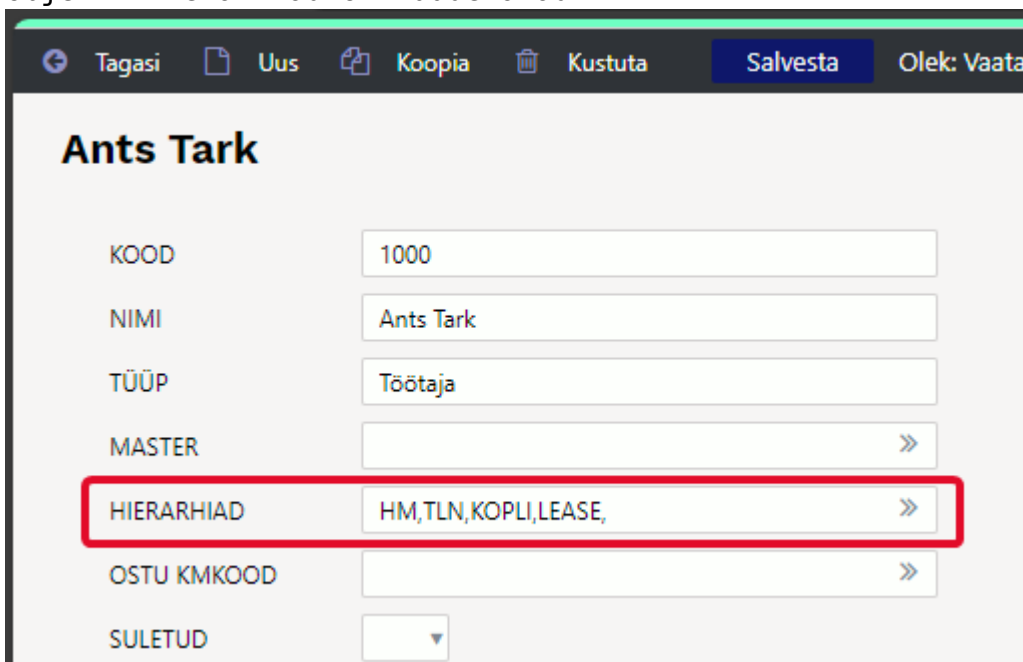 Tagasi Uus Koopia Kustuta Salvesta Olek: Vaata
Ants Tark
KOOD 1000
NIMI Ants Tark
TÜÜP Töötaja
MASTER
HIERARHIAD HM,TLN,KOPLI,LEASE,
OSTU KMKOOD
SULETUD